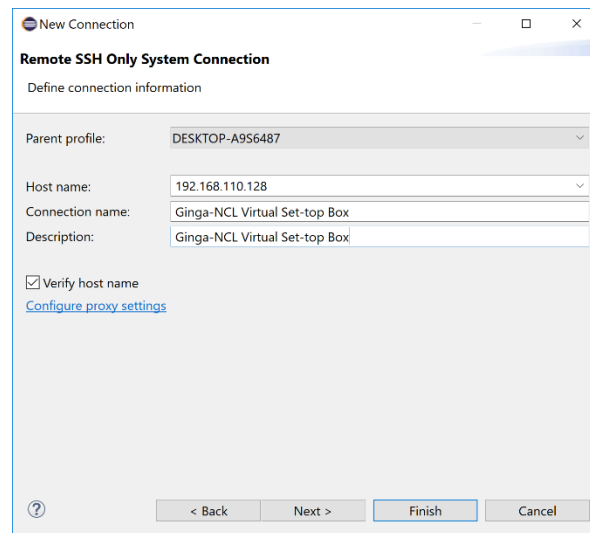 New Connection
Remote SSH Only System Connection
Define connection information
Parent profile: DESKTOP-A9S6487
Host name: 192.168.110.128
Connection name: Ginga-NCL Virtual Set-top Box
Description: Ginga-NCL Virtual Set-top Box
Verify host name
Configure proxy settings
? < Back Next > Finish Cancel